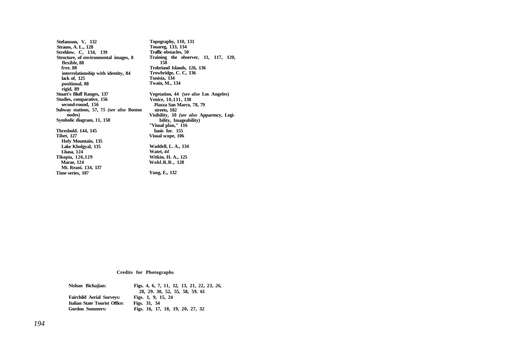 Stefansson, V, 132
Strauss, A. L., 128
Strehlow. C, 134, 139
Structure, of environmental images, 8
flexible, 88
free. 88
interrelationship with identity, 84
lack of, 125
positional, 88
rigid, 89
Stuart's Bluff Ranges, 137
Studies, comparative, 156
second-round, 156
Subway stations, 57, 75 (see also Boston
nodes)
Symbolic diagram, 11, 158
Threshold. 144, 145
Tibet, 127
Holy Mountain, 135
Lake Kholgyai, 135
Lhasa, 124
Tikopia, 126,129
Marae, 124
Mt. Reani. 134, 137
Time series, 107
Topography, 110, 131
Touareg, 133, 134
Traffic obstacles, 50
Training the observer, 11, 117, 120,
158
Trobriand Islands, 126, 136
Trowbridge, C. C, 136
Tunisia, 134
Twain, M., 134
Vegetation, 44 (see also Los Angeles)
Venice, 10,131, 138
Piazza San Marco, 78, 79
streets, 102
Visibility, 10 (see also Apparency, Legi-
bility, Imageability)
"Visual plan," 116
basis for. 155
Visual scope, 106
Waddell, L. A., 134
Water, 44
Witkin, H. A., 125
Wohl.R.R.., 128
Yung, E., 132
Credits for Photographs
Nishan Bichajian: Figs. 4, 6, 7, 11, 12, 13, 21, 22, 23, 26,
28, 29. 30, 52, 55, 58, 59. 61
Fairchild Aerial Surveys: Figs. 1, 9, 15, 24
Italian State Tourist Office: Figs. 31, 34
Gordon Sommers: Figs. 16, 17, 18, 19, 20, 27, 32
194